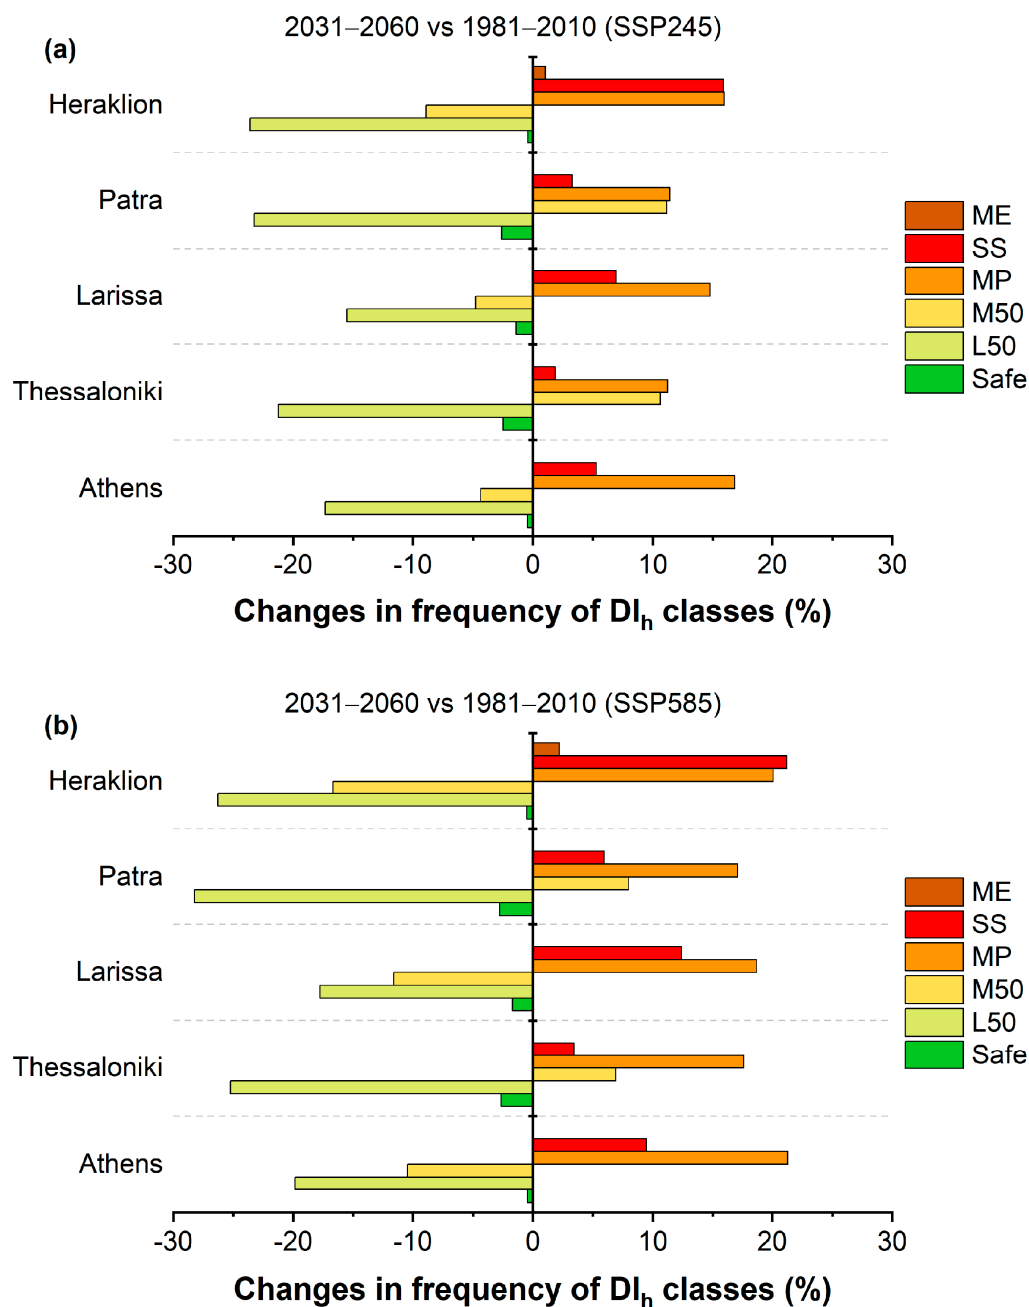 (a)
2031–2060 vs 1981–2010 (SSP245)
Heraklion
Patra
Larissa
Thessaloniki
Athens
ME
SS
MP
M50
L50
Safe
-30 -20 -10 0 10 20 30
Changes in frequency of DIₕ classes (%)
(b)
2031–2060 vs 1981–2010 (SSP585)
Heraklion
Patra
Larissa
Thessaloniki
Athens
ME
SS
MP
M50
L50
Safe
-30 -20 -10 0 10 20 30
Changes in frequency of DIₕ classes (%)